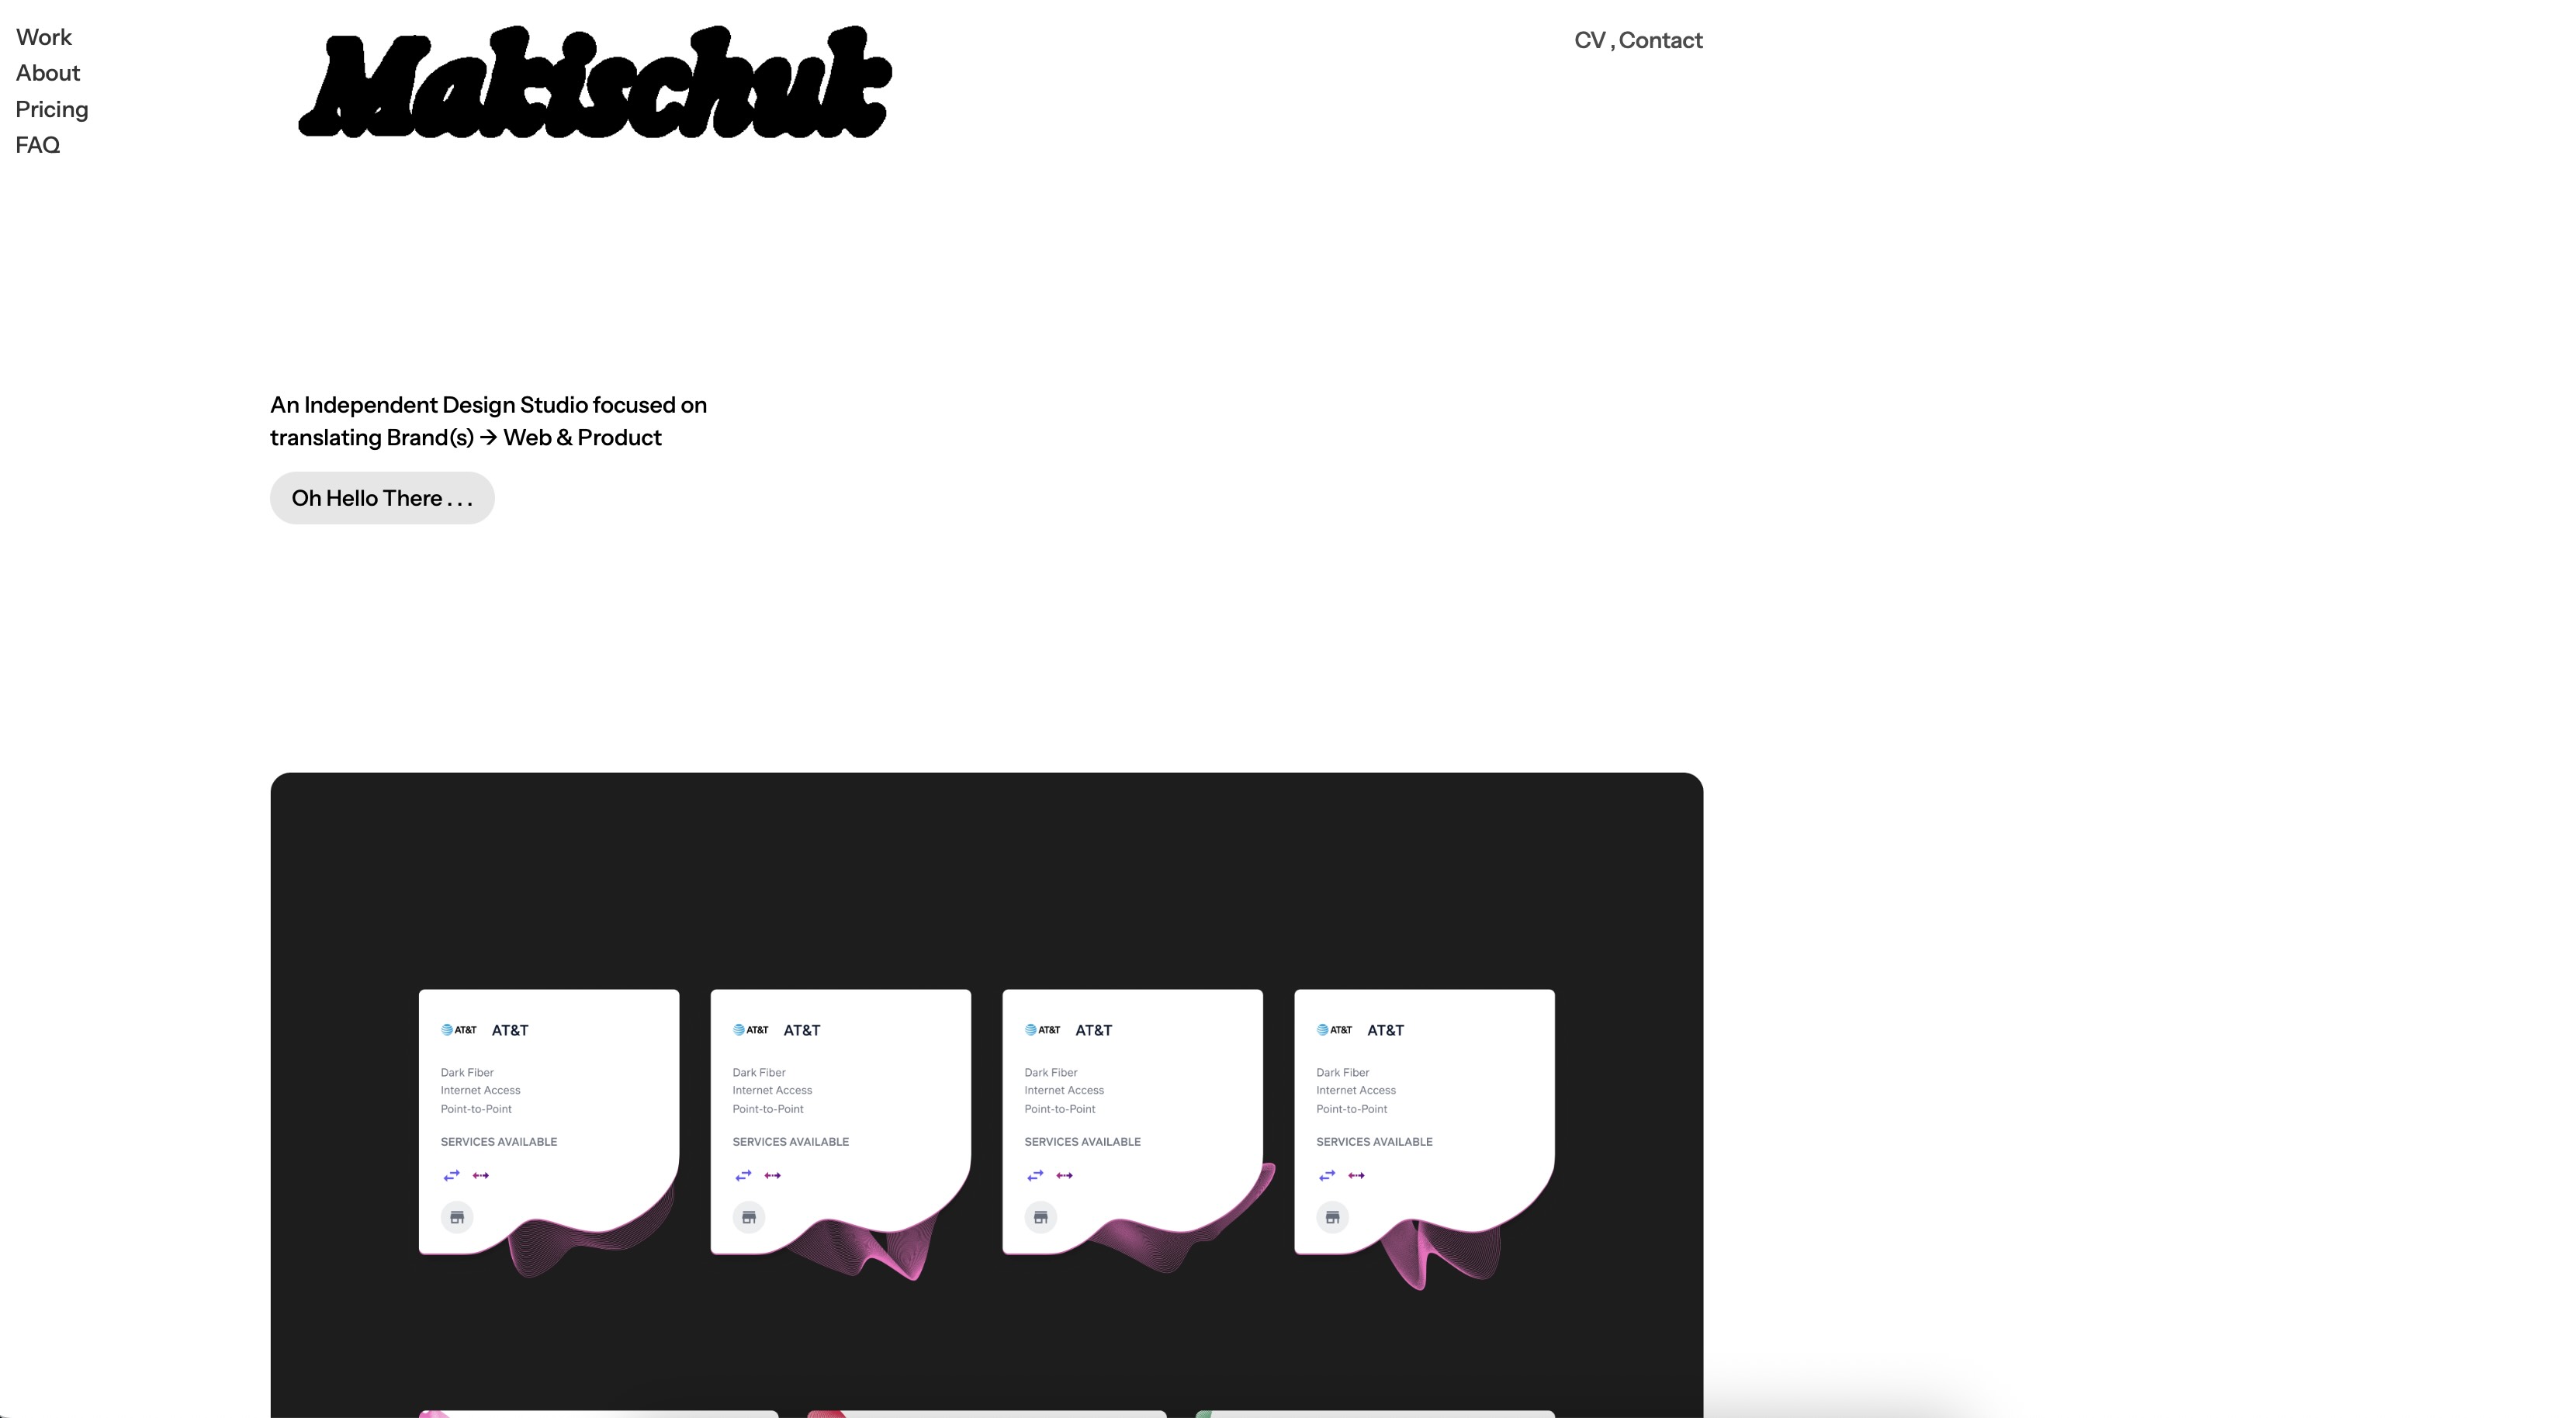 Work
About
Pricing
FAQ
Makischuk
CV , Contact
An Independent Design Studio focused on
translating Brand(s) → Web & Product
Oh Hello There . . .
AT&T AT&T
Dark Fiber
Internet Access
Point-to-Point
SERVICES AVAILABLE
AT&T AT&T
Dark Fiber
Internet Access
Point-to-Point
SERVICES AVAILABLE
AT&T AT&T
Dark Fiber
Internet Access
Point-to-Point
SERVICES AVAILABLE
AT&T AT&T
Dark Fiber
Internet Access
Point-to-Point
SERVICES AVAILABLE